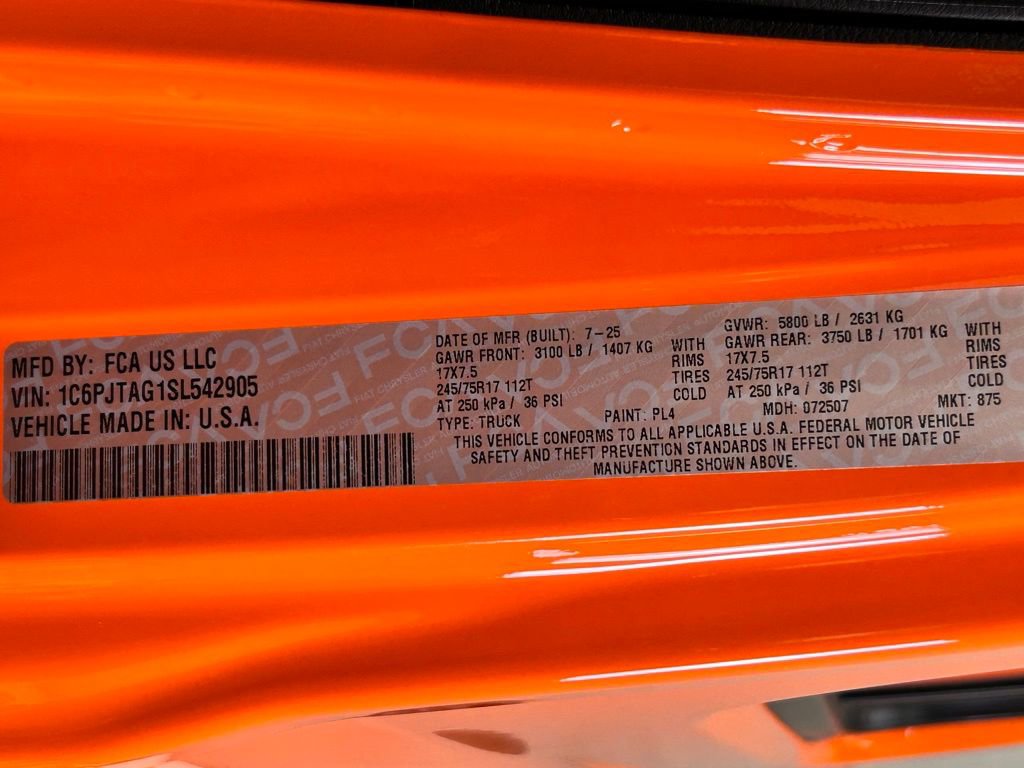 MFD BY: FCA US LLC
VIN: 1C6PJTAG1SL542905
VEHICLE MADE IN: U.S.A.
DATE OF MFR (BUILT): 7-25
GAWR FRONT: 3100 LB / 1407 KG WITH
17X7.5 RIMS
245/75R17 112T TIRES
AT 250 kPa / 36 PSI COLD
TYPE: TRUCK PAINT: PL4
GVWR: 5800 LB / 2631 KG
GAWR REAR: 3750 LB / 1701 KG WITH
17X7.5 RIMS
245/75R17 112T TIRES
AT 250 kPa / 36 PSI COLD
MDH: 072507 MKT: 875
THIS VEHICLE CONFORMS TO ALL APPLICABLE U.S.A. FEDERAL MOTOR VEHICLE
SAFETY AND THEFT PREVENTION STANDARDS IN EFFECT ON THE DATE OF
MANUFACTURE SHOWN ABOVE.